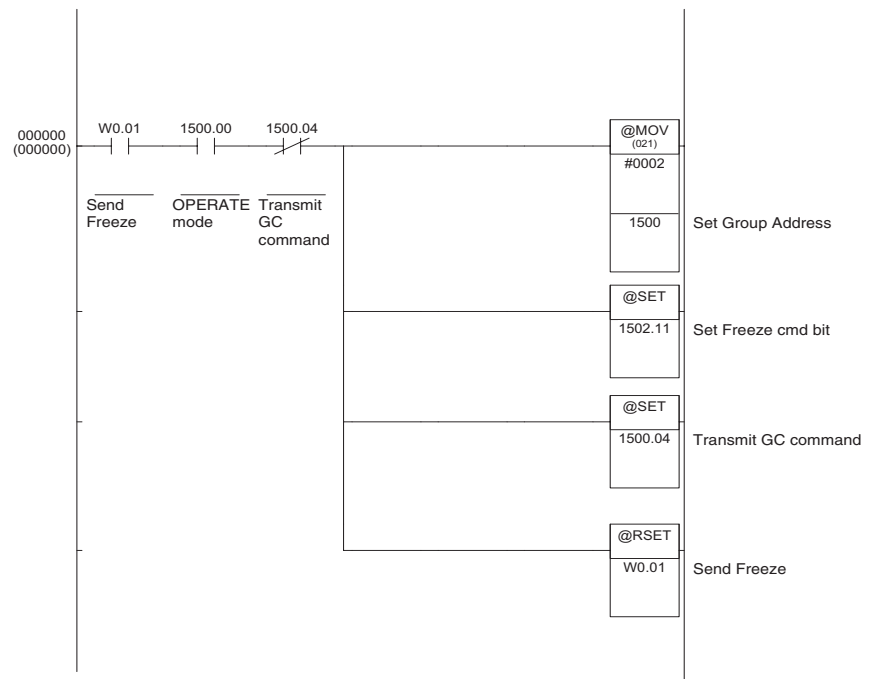 000000
(000000)
W0.01
1500.00
1500.04
Send
Freeze
OPERATE
mode
Transmit
GC
command
@MOV
(021)
#0002
1500
Set Group Address
@SET
1502.11
Set Freeze cmd bit
@SET
1500.04
Transmit GC command
@RSET
W0.01
Send Freeze